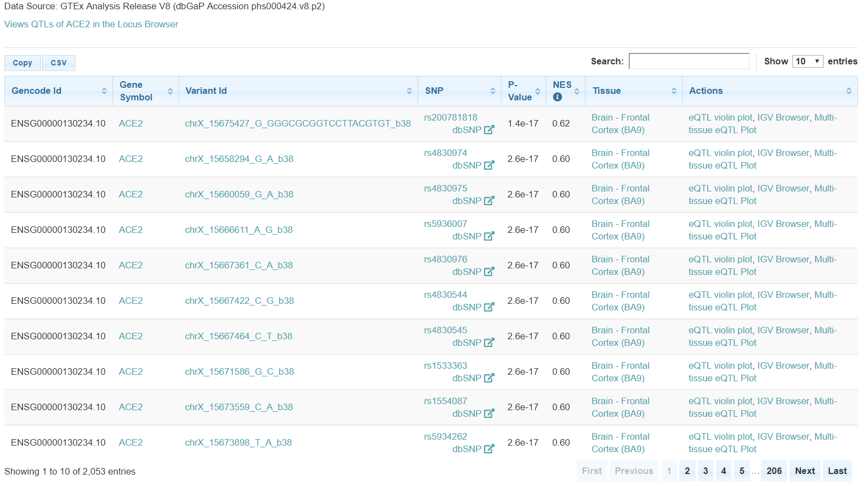 Data Source: GTEx Analysis Release V8 (dbGaP Accession phs000424.v8.p2)
Views QTLs of ACE2 in the Locus Browser
Copy CSV Search: Show 10 entries
Gencode Id Gene Symbol Variant Id SNP P-Value NES Tissue Actions
ENSG00000130234.10 ACE2 chrX_15675427_G_GGGCGCGGTCCTTACGTGT_b38 rs200781818 dbSNP 1.4e-17 0.62 Brain - Frontal Cortex (BA9) eQTL violin plot, IGV Browser, Multi-tissue eQTL Plot
ENSG00000130234.10 ACE2 chrX_15658294_G_A_b38 rs4830974 dbSNP 2.6e-17 0.60 Brain - Frontal Cortex (BA9) eQTL violin plot, IGV Browser, Multi-tissue eQTL Plot
ENSG00000130234.10 ACE2 chrX_15660059_G_A_b38 rs4830975 dbSNP 2.6e-17 0.60 Brain - Frontal Cortex (BA9) eQTL violin plot, IGV Browser, Multi-tissue eQTL Plot
ENSG00000130234.10 ACE2 chrX_15666611_A_G_b38 rs5936007 dbSNP 2.6e-17 0.60 Brain - Frontal Cortex (BA9) eQTL violin plot, IGV Browser, Multi-tissue eQTL Plot
ENSG00000130234.10 ACE2 chrX_15667361_C_A_b38 rs4830976 dbSNP 2.6e-17 0.60 Brain - Frontal Cortex (BA9) eQTL violin plot, IGV Browser, Multi-tissue eQTL Plot
ENSG00000130234.10 ACE2 chrX_15667422_C_G_b38 rs4830544 dbSNP 2.6e-17 0.60 Brain - Frontal Cortex (BA9) eQTL violin plot, IGV Browser, Multi-tissue eQTL Plot
ENSG00000130234.10 ACE2 chrX_15667464_C_T_b38 rs4830545 dbSNP 2.6e-17 0.60 Brain - Frontal Cortex (BA9) eQTL violin plot, IGV Browser, Multi-tissue eQTL Plot
ENSG00000130234.10 ACE2 chrX_15671586_G_C_b38 rs1533363 dbSNP 2.6e-17 0.60 Brain - Frontal Cortex (BA9) eQTL violin plot, IGV Browser, Multi-tissue eQTL Plot
ENSG00000130234.10 ACE2 chrX_15673559_C_A_b38 rs1554087 dbSNP 2.6e-17 0.60 Brain - Frontal Cortex (BA9) eQTL violin plot, IGV Browser, Multi-tissue eQTL Plot
ENSG00000130234.10 ACE2 chrX_15673898_T_A_b38 rs5934262 dbSNP 2.6e-17 0.60 Brain - Frontal Cortex (BA9) eQTL violin plot, IGV Browser, Multi-tissue eQTL Plot
Showing 1 to 10 of 2,053 entries First Previous 1 2 3 4 5 ... 206 Next Last